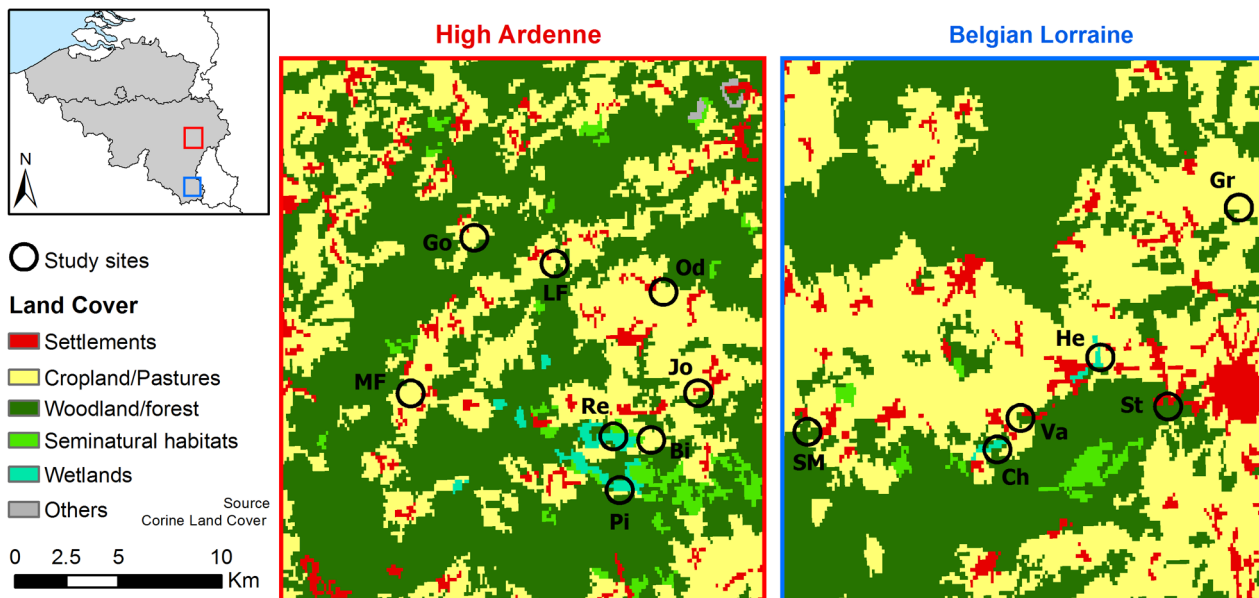 High Ardenne
Belgian Lorraine
N
Study sites
Land Cover
Settlements
Cropland/Pastures
Woodland/forest
Seminatural habitats
Wetlands
Others
Source
Corine Land Cover
0 2.5 5 10
Km
Go
LF
Od
MF
Jo
Re
Bi
Pi
Gr
He
St
Va
SM
Ch